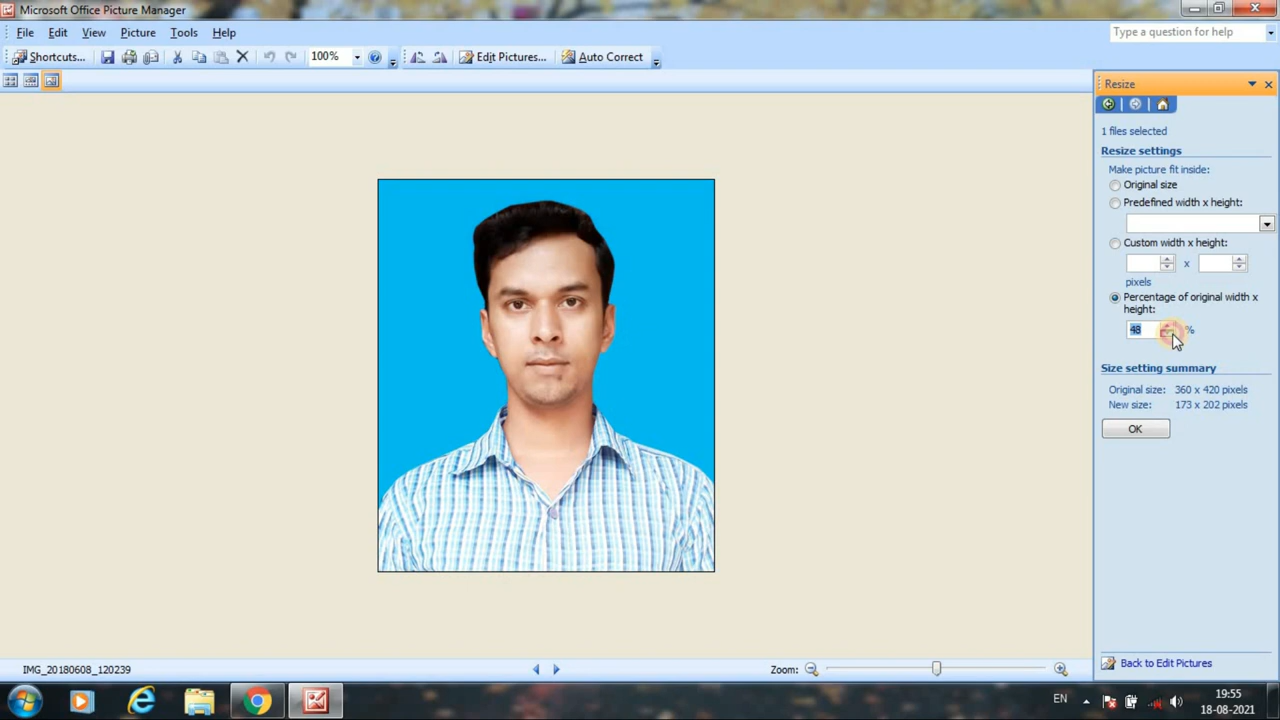 Microsoft Office Picture Manager
File Edit View Picture Tools Help
Type a question for help
Shortcuts... 100% Edit Pictures... Auto Correct
Resize
1 files selected
Resize settings
Make picture fit inside:
Original size
Predefined width x height:
Custom width x height:
x
pixels
Percentage of original width x
height:
48 %
Size setting summary
Original size: 360 x 420 pixels
New size: 173 x 202 pixels
OK
Back to Edit Pictures
IMG_20180608_120239
Zoom:
EN
19:55
18-08-2021